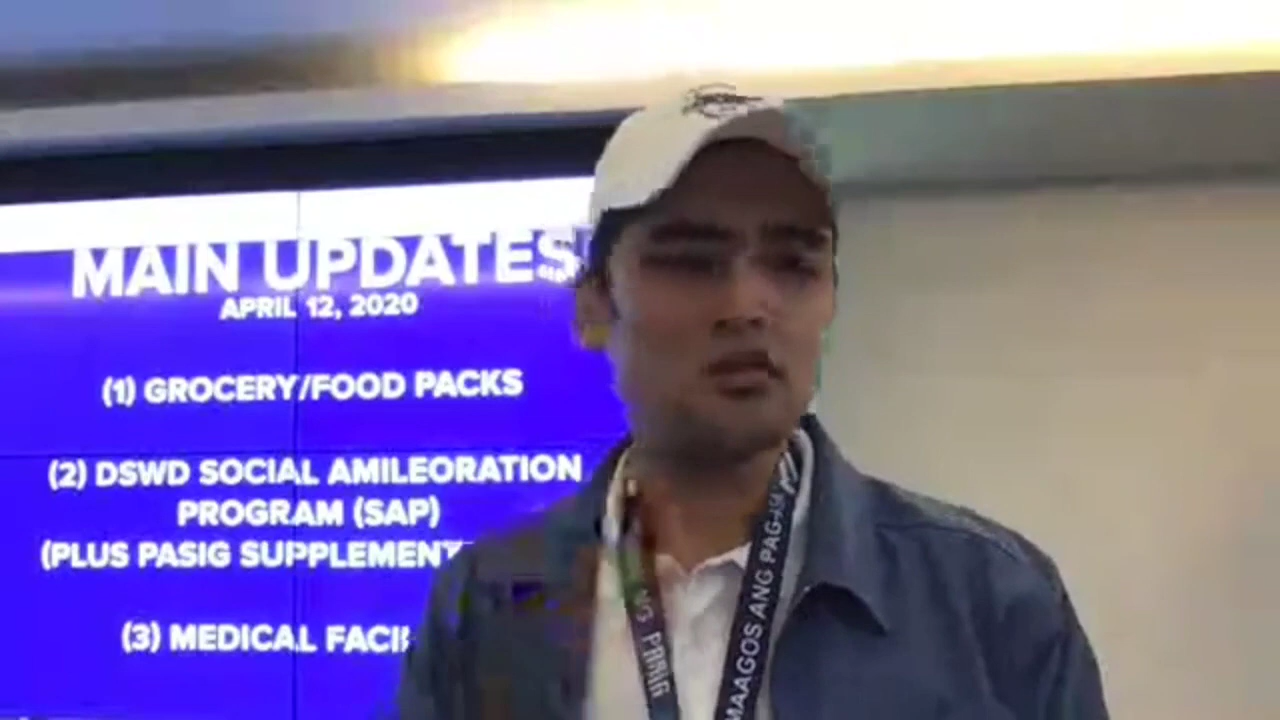 MAIN UPDATES
APRIL 12, 2020
(1) GROCERY/FOOD PACKS
(2) DSWD SOCIAL AMILEORATION
PROGRAM (SAP)
(PLUS PASIG SUPPLEMENT
(3) MEDICAL FACI
PASIG
MAAGOS ANG PAG